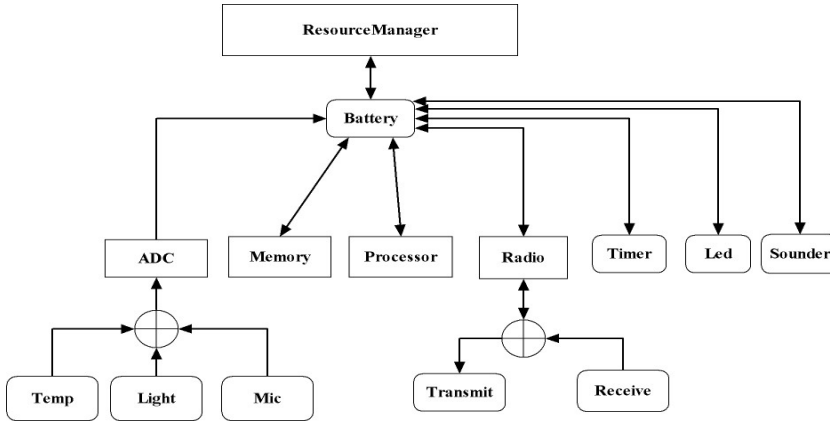 ResourceManager
Battery
ADC
Memory
Processor
Radio
Timer
Led
Sounder
Temp
Light
Mic
Transmit
Receive